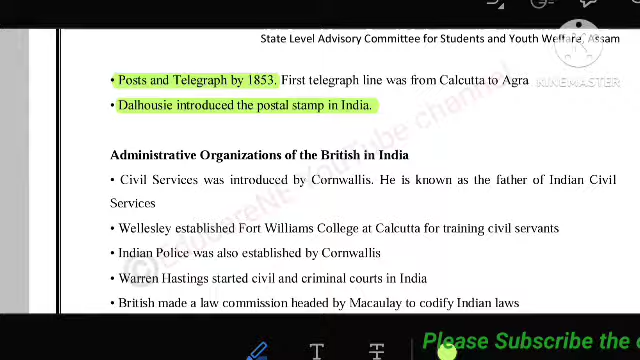 State Level Advisory Committee for Students and Youth Welfare, Assam
KINEMASTER
• Posts and Telegraph by 1853. First telegraph line was from Calcutta to Agra
• Dalhousie introduced the postal stamp in India.
Administrative Organizations of the British in India
• Civil Services was introduced by Cornwallis. He is known as the father of Indian Civil
Services
• Wellesley established Fort Williams College at Calcutta for training civil servants
• Indian Police was also established by Cornwallis
• Warren Hastings started civil and criminal courts in India
• British made a law commission headed by Macaulay to codify Indian laws
YouTube channel
Please Subscribe the